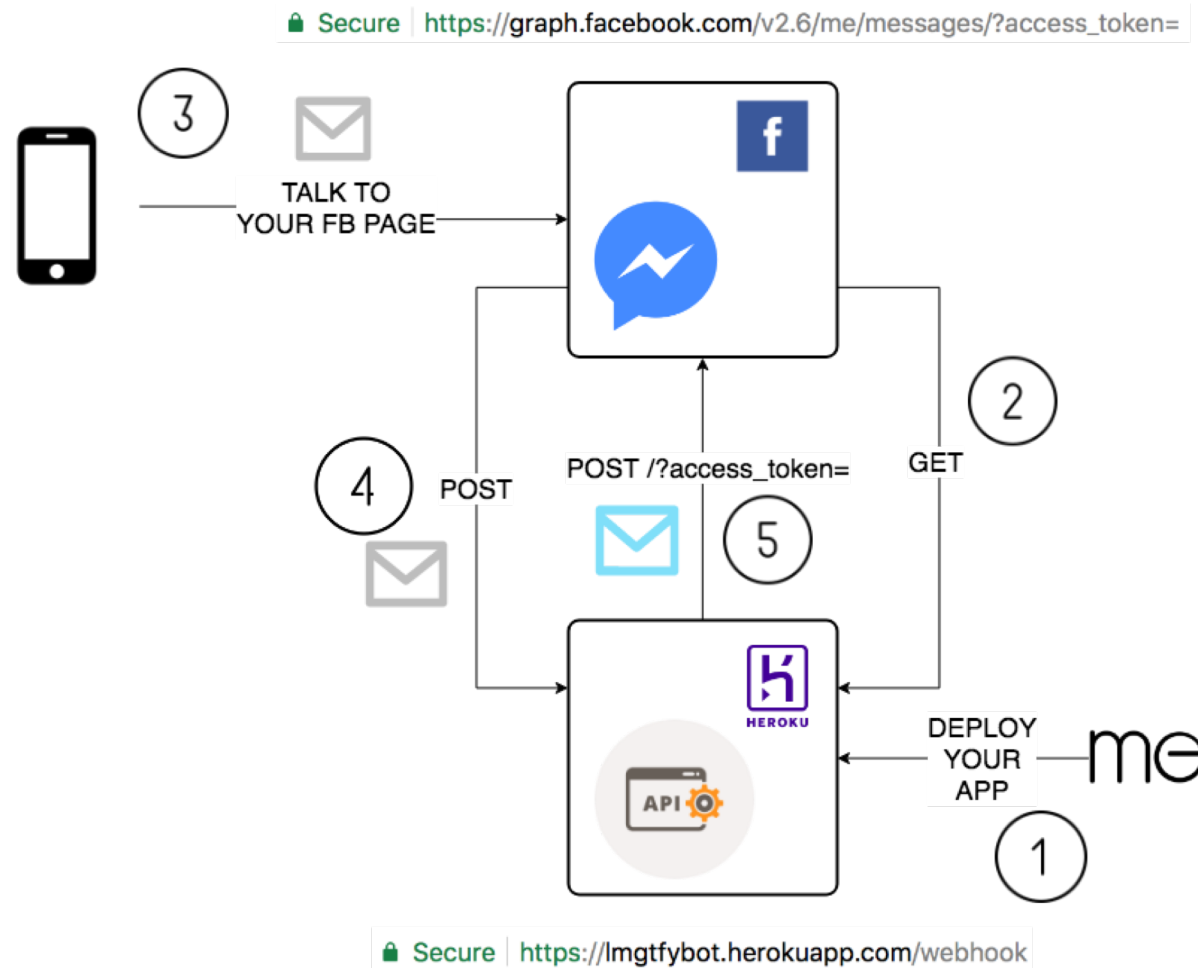 Secure https://graph.facebook.com/v2.6/me/messages/?access_token=
3
f
TALK TO
YOUR FB PAGE
2
4
POST
POST /?access_token=
GET
5
HEROKU
API
DEPLOY
YOUR
APP
me
1
Secure https://lmgtfybot.herokuapp.com/webhook